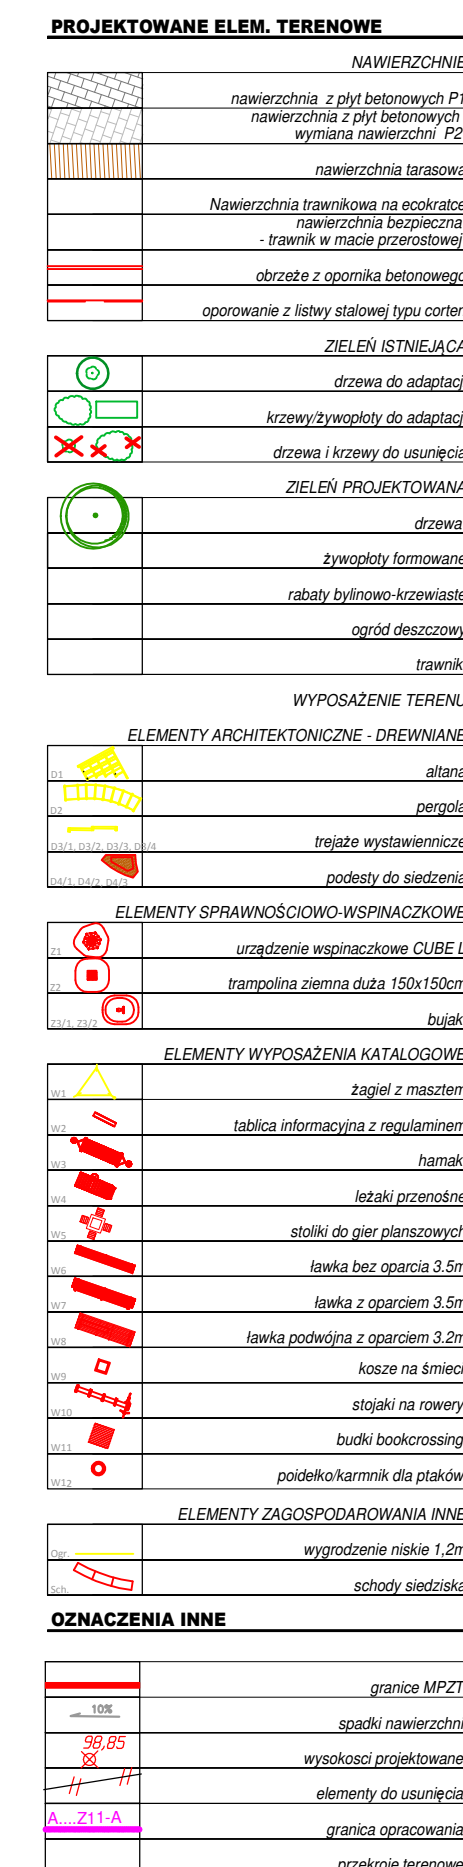 PROJEKTOWANE ELEM. TERENOWE
NAWIERZCHNIE
nawierzchnia z płyt betonowych P1
nawierzchnia z płyt betonowych
wymiana nawierzchni P2
nawierzchnia tarasowa
Nawierzchnia trawnikowa na ecokratce
nawierzchnia bezpieczna
- trawnik w macie przerostowej
obrzeże z opornika betonowego
oporowanie z listwy stalowej typu corten
ZIELEŃ ISTNIEJĄCA
drzewa do adaptacj
krzewy/żywopłoty do adaptacj
drzewa i krzewy do usunięcia
ZIELEŃ PROJEKTOWANA
drzewa
żywopłoty formowane
rabaty bylinowo-krzewiaste
ogród deszczowy
trawnik
WYPOSAŻENIE TERENU
ELEMENTY ARCHITEKTONICZNE - DREWNIANE
D1 altana
D2 pergola
D3/1, D3/2, D3/3, D3/4 trejaże wystawiennicze
D4/1, D4/2, D4/3 podesty do siedzenia
ELEMENTY SPRAWNOŚCIOWO-WSPINACZKOWE
Z1 urządzenie wspinaczkowe CUBE L
Z2 trampolina ziemna duża 150x150cm
Z3/1, Z3/2 bujak
ELEMENTY WYPOSAŻENIA KATALOGOWE
W1 żagiel z masztem
W2 tablica informacyjna z regulaminem
W3 hamak
W4 leżaki przenośne
W5 stoliki do gier planszowych
W6 ławka bez oparcia 3.5m
W7 ławka z oparciem 3.5m
W8 ławka podwójna z oparciem 3.2m
W9 kosze na śmieci
W10 stojaki na rowery
W11 budki bookcrossing
W12 poidełko/karmnik dla ptaków
ELEMENTY ZAGOSPODAROWANIA INNE
Ogr. wygrodzenie niskie 1,2m
Sch. schody siedziska
OZNACZENIA INNE
granice MPZT
10% spadki nawierzchni
98,85 wysokosci projektowane
elementy do usunięcia
A....Z11-A granica opracowania
przekroje terenowe